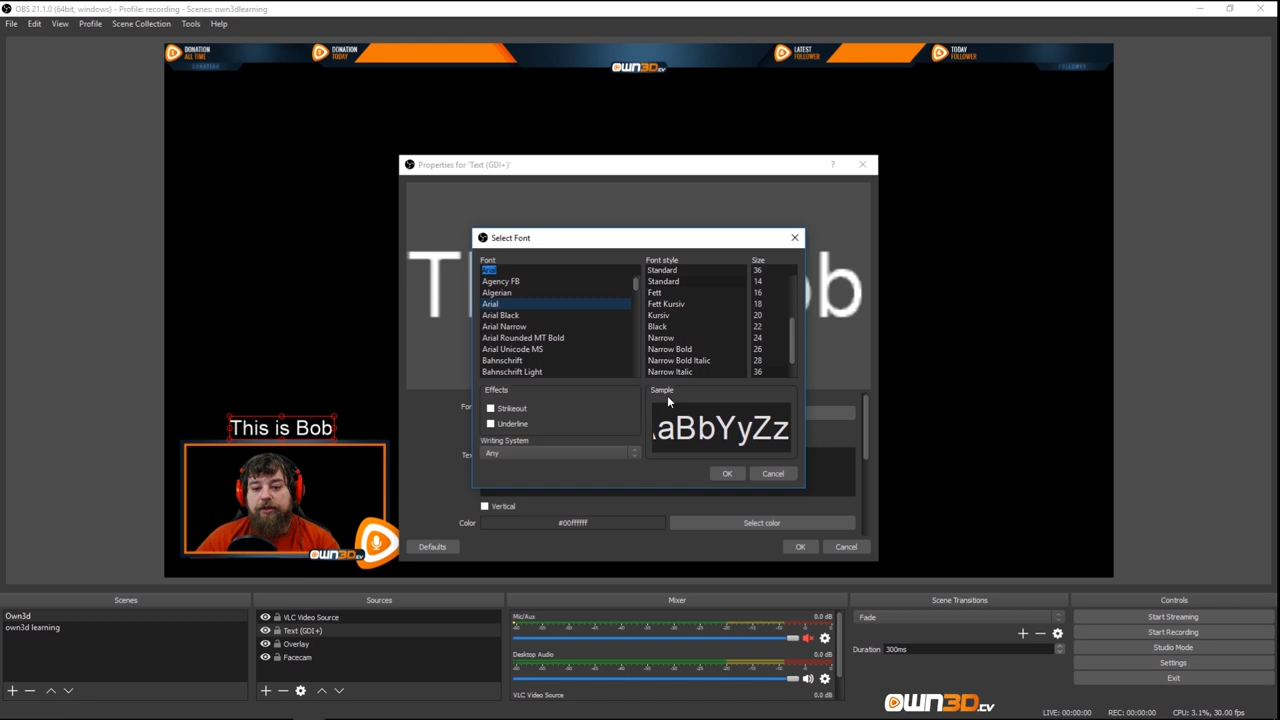 OBS 21.1.0 (64bit, windows) - Profile: recording - Scenes: own3dlearning
File Edit View Profile Scene Collection Tools Help
DONATION
ALL TIME
DONATION
TODAY
LATEST
FOLLOWER
TODAY
FOLLOWER
DONATION
OWN3D.tv
FOLLOWER
Properties for 'Text (GDI+)'
?
Select Font
Font
Font style
Size
Arial
Standard
36
Agency FB
Standard
14
Algerian
Fett
16
Arial
Fett Kursiv
18
Arial Black
Kursiv
20
Arial Narrow
Black
22
Arial Rounded MT Bold
Narrow
24
Arial Unicode MS
Narrow Bold
26
Bahnschrift
Narrow Bold Italic
28
Bahnschrift Light
Narrow Italic
36
Effects
Sample
Strikeout
Underline
aBbYyZz
Writing System
Any
OK
Cancel
Vertical
Color
#00ffffff
Select color
Defaults
OK
Cancel
This is Bob
OWN3D.tv
Scenes
Sources
Mixer
Scene Transitions
Controls
Own3d
own3d learning
VLC Video Source
Text (GDI+)
Overlay
Facecam
Mic/Aux
0.0 dB
Desktop Audio
0.0 dB
VLC Video Source
0.0 dB
Fade
Duration
300ms
Start Streaming
Start Recording
Studio Mode
Settings
Exit
OWN3D.tv
LIVE: 00:00:00
REC: 00:00:00
CPU: 3.1%, 30.00 fps